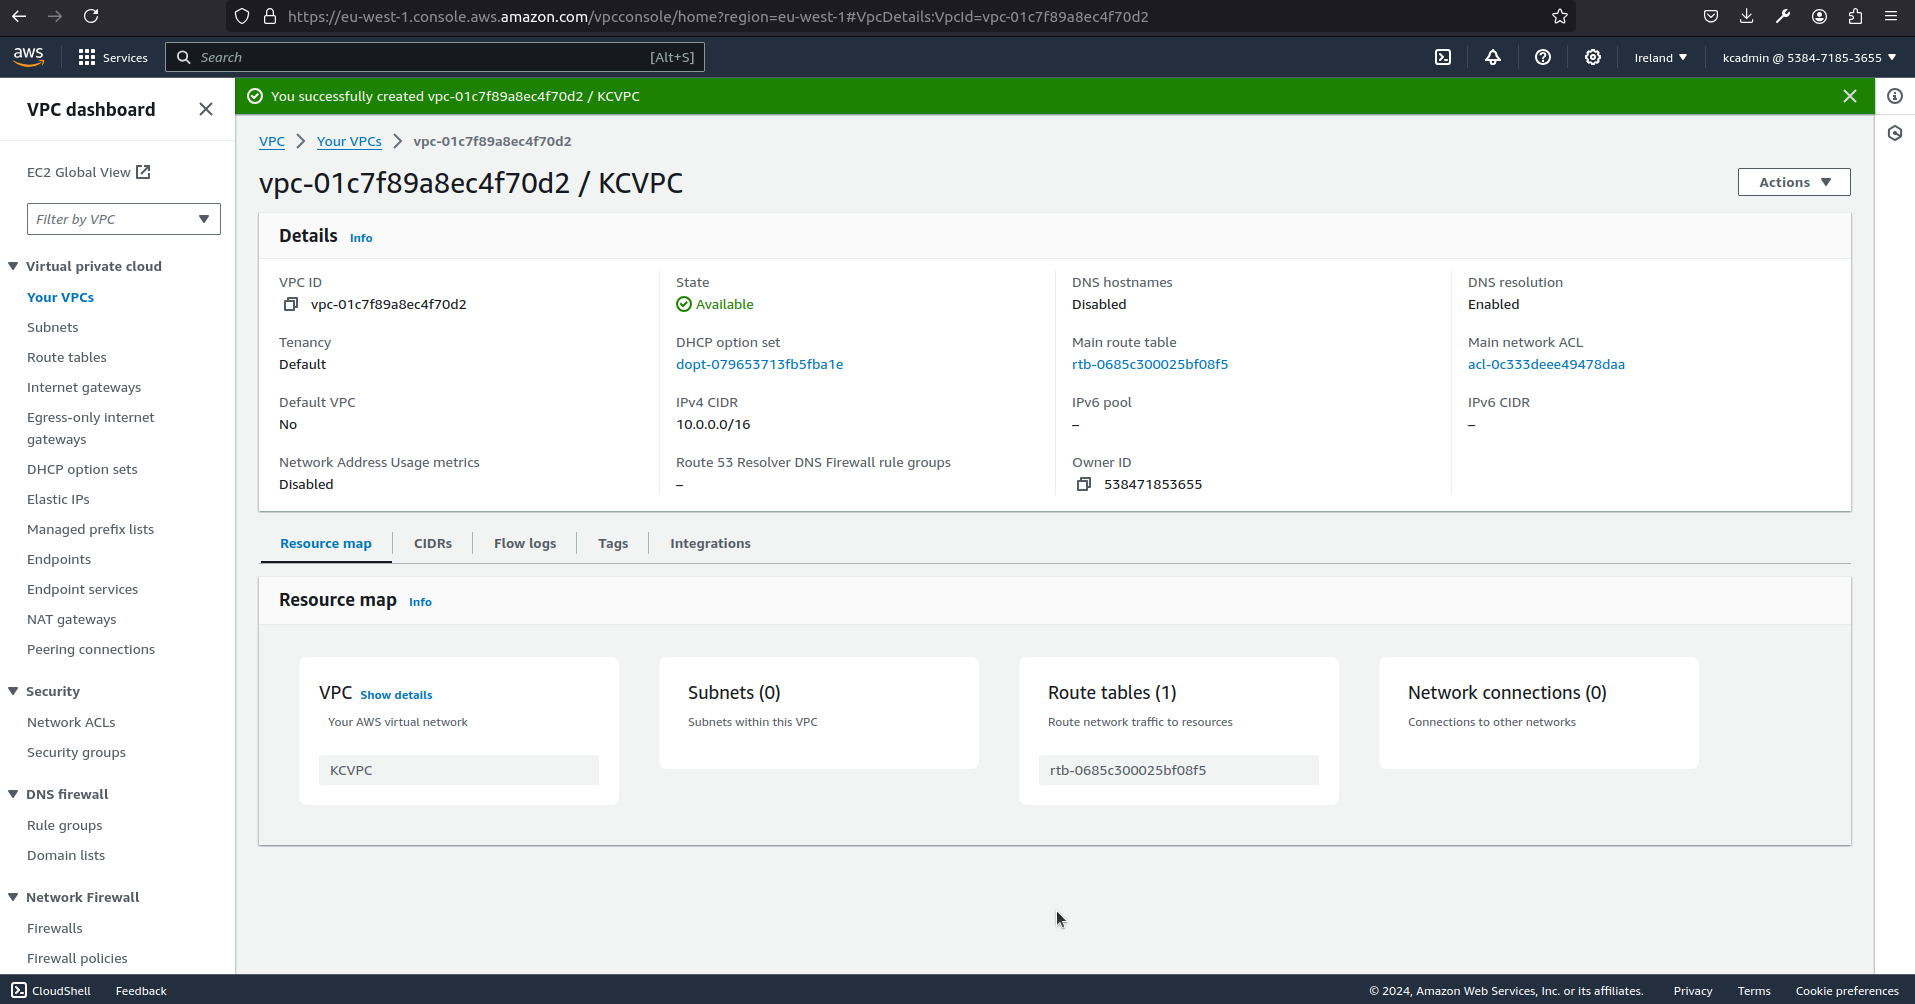 https://eu-west-1.console.aws.amazon.com/vpcconsole/home?region=eu-west-1#VpcDetails:VpcId=vpc-01c7f89a8ec4f70d2
aws
Services
Search
[Alt+S]
Ireland
kcadmin @ 5384-7185-3655
VPC dashboard
EC2 Global View
Filter by VPC
Virtual private cloud
Your VPCs
Subnets
Route tables
Internet gateways
Egress-only internet
gateways
DHCP option sets
Elastic IPs
Managed prefix lists
Endpoints
Endpoint services
NAT gateways
Peering connections
Security
Network ACLs
Security groups
DNS firewall
Rule groups
Domain lists
Network Firewall
Firewalls
Firewall policies
You successfully created vpc-01c7f89a8ec4f70d2 / KCVPC
VPC
Your VPCs
vpc-01c7f89a8ec4f70d2
vpc-01c7f89a8ec4f70d2 / KCVPC
Actions
Details Info
VPC ID
vpc-01c7f89a8ec4f70d2
State
Available
DNS hostnames
Disabled
DNS resolution
Enabled
Tenancy
Default
DHCP option set
dopt-079653713fb5fba1e
Main route table
rtb-0685c300025bf08f5
Main network ACL
acl-0c333deee49478daa
Default VPC
No
IPv4 CIDR
10.0.0.0/16
IPv6 pool
–
IPv6 CIDR
–
Network Address Usage metrics
Disabled
Route 53 Resolver DNS Firewall rule groups
–
Owner ID
538471853655
Resource map
CIDRs
Flow logs
Tags
Integrations
Resource map Info
VPC Show details
Your AWS virtual network
KCVPC
Subnets (0)
Subnets within this VPC
Route tables (1)
Route network traffic to resources
rtb-0685c300025bf08f5
Network connections (0)
Connections to other networks
CloudShell
Feedback
© 2024, Amazon Web Services, Inc. or its affiliates.
Privacy
Terms
Cookie preferences